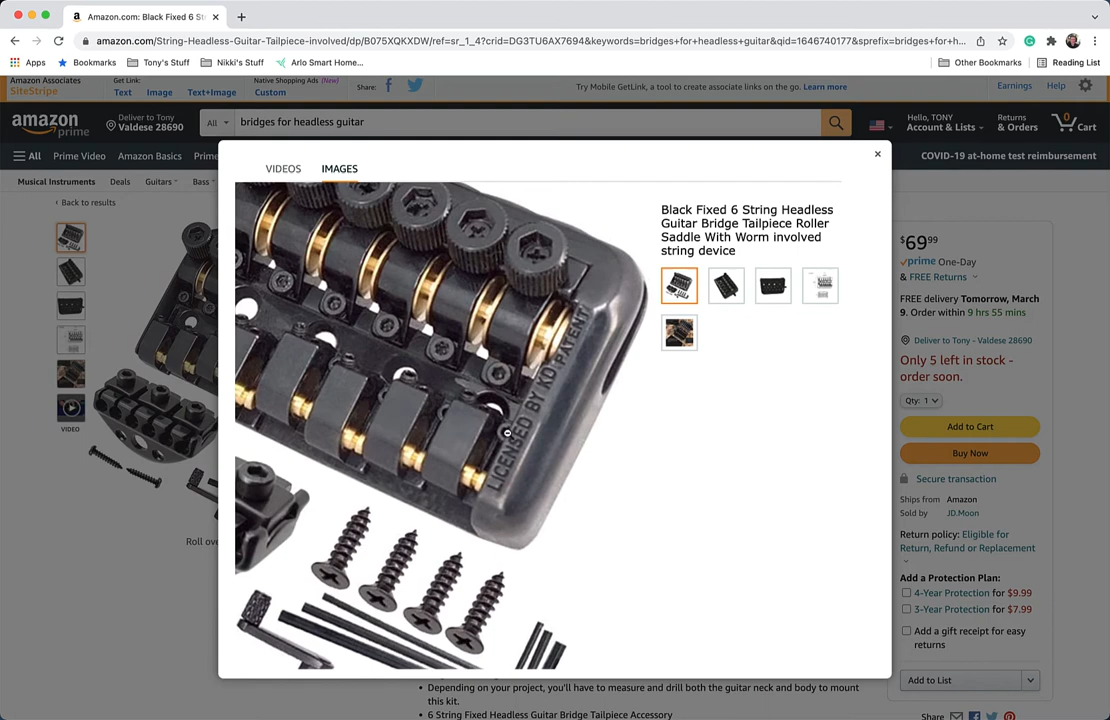 Amazon.com: Black Fixed 6 St
amazon.com/String-Headless-Guitar-Tailpiece-involved/dp/B075XQKXDW/ref=sr_1_4?crid=DG3TU6AX7694&keywords=bridges+for+headless+guitar&qid=1646740177&sprefix=bridges+for+h...
Apps Bookmarks Tony's Stuff Nikki's Stuff Arlo Smart Home... Other Bookmarks Reading List
Amazon Associates
SiteStripe
Get Link:
Text Image Text+Image
Native Shopping Ads (New)
Custom
Share:
Try Mobile GetLink, a tool to create associate links on the go. Learn more
Earnings Help
amazon
prime
Deliver to Tony
Valdese 28690
All bridges for headless guitar
Hello, TONY
Account & Lists
Returns
& Orders
0
Cart
All Prime Video Amazon Basics Prime
COVID-19 at-home test reimbursement
Musical Instruments Deals Guitars Bass
‹ Back to results
VIDEO
Roll ove
VIDEOS IMAGES
×
LICENSED BY KD PATENT
Black Fixed 6 String Headless
Guitar Bridge Tailpiece Roller
Saddle With Worm involved
string device
$69 99
prime One-Day
& FREE Returns
FREE delivery Tomorrow, March
9. Order within 9 hrs 55 mins
Deliver to Tony - Valdese 28690
Only 5 left in stock -
order soon.
Qty: 1
Add to Cart
Buy Now
Secure transaction
Ships from Amazon
Sold by JD.Moon
Return policy: Eligible for
Return, Refund or Replacement
Add a Protection Plan:
4-Year Protection for $9.99
3-Year Protection for $7.99
Add a gift receipt for easy
returns
Add to List
Share
• Depending on your project, you'll have to measure and drill both the guitar neck and body to mount
this kit.
• 6 String Fixed Headless Guitar Bridge Tailpiece Accessory